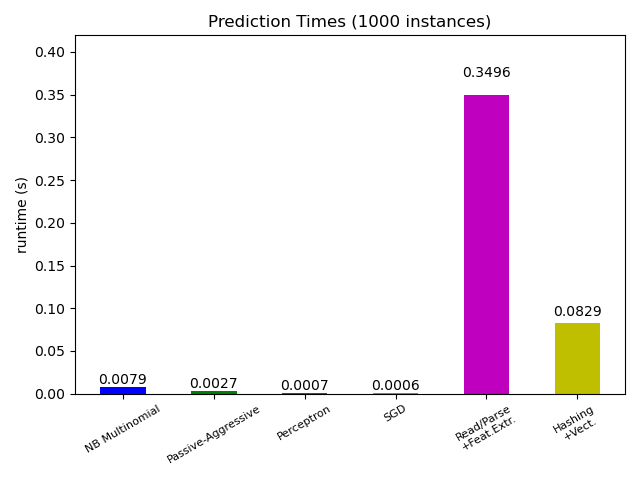 Prediction Times (1000 instances)
runtime (s)
0.40
0.35
0.30
0.25
0.20
0.15
0.10
0.05
0.00
0.0079
0.0027
0.0007
0.0006
0.3496
0.0829
NB Multinomial
Passive-Aggressive
Perceptron
SGD
Read/Parse
+Feat.Extr.
Hashing
+Vect.